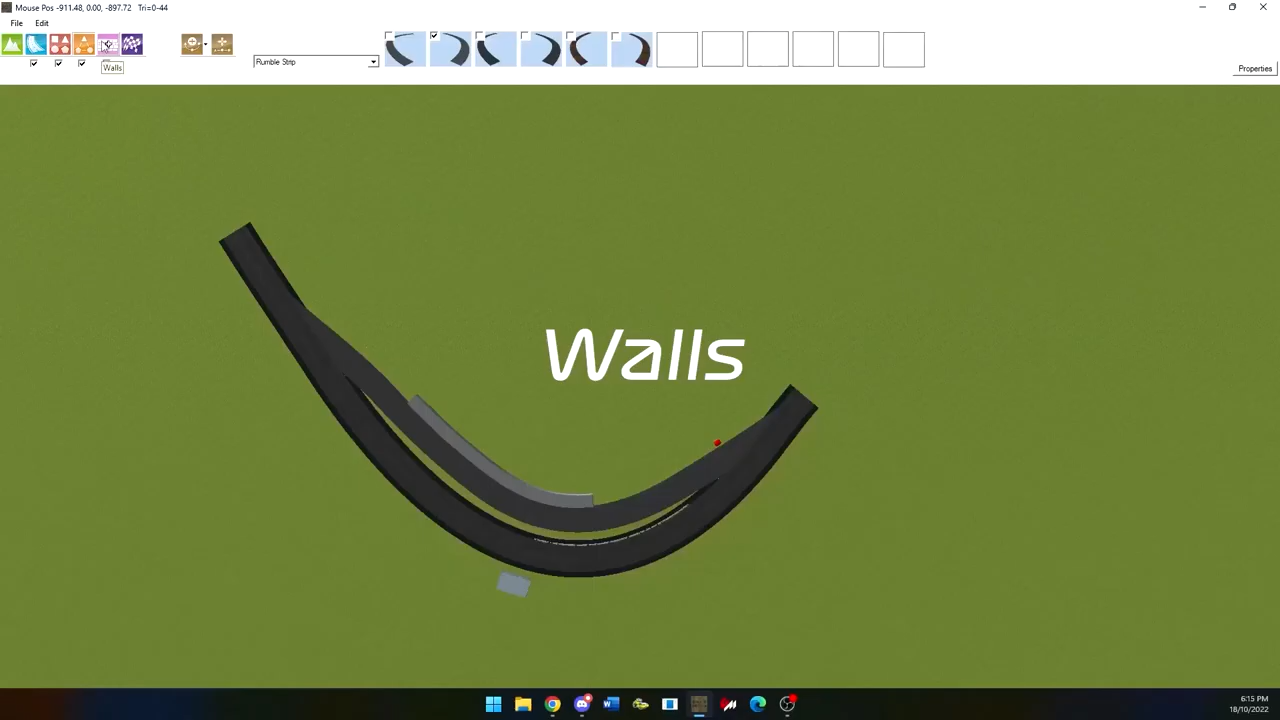 Mouse Pos -911.48, 0.00, -897.72 Tri=0-44
File Edit
Walls
Rumble Strip
Properties
Walls
6:15 PM
18/10/2022